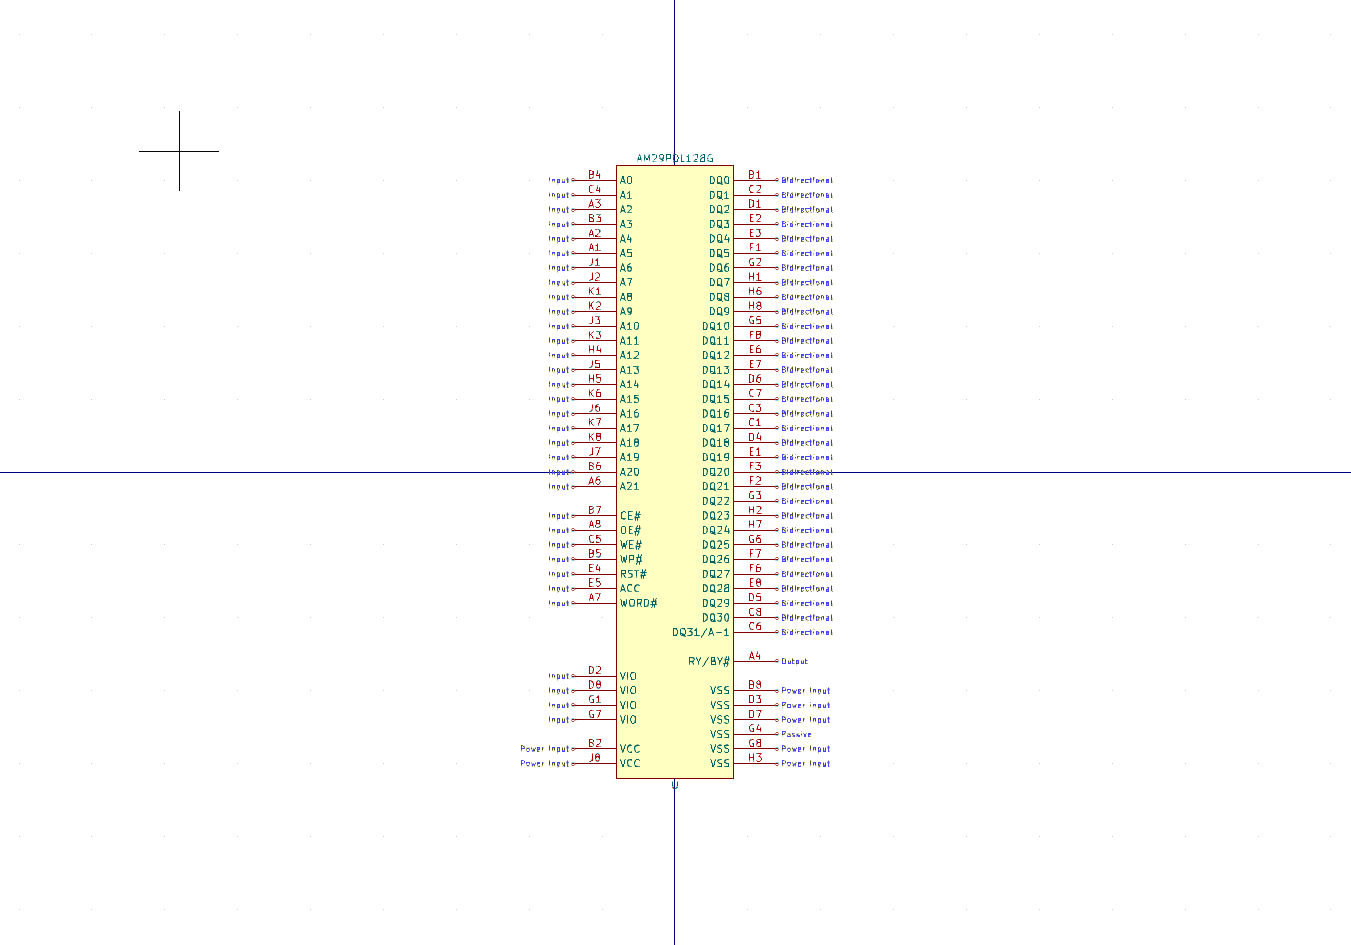 AM29PDL128G
Input B4 A0 DQ0 B1 Bidirectional
Input C4 A1 DQ1 C2 Bidirectional
Input A3 A2 DQ2 D1 Bidirectional
Input B3 A3 DQ3 E2 Bidirectional
Input A2 A4 DQ4 E3 Bidirectional
Input A1 A5 DQ5 F1 Bidirectional
Input J1 A6 DQ6 G2 Bidirectional
Input J2 A7 DQ7 H1 Bidirectional
Input K1 A8 DQ8 H6 Bidirectional
Input K2 A9 DQ9 H8 Bidirectional
Input J3 A10 DQ10 G5 Bidirectional
Input K3 A11 DQ11 F8 Bidirectional
Input H4 A12 DQ12 E6 Bidirectional
Input J5 A13 DQ13 E7 Bidirectional
Input H5 A14 DQ14 D6 Bidirectional
Input K6 A15 DQ15 C7 Bidirectional
Input J6 A16 DQ16 C3 Bidirectional
Input K7 A17 DQ17 C1 Bidirectional
Input K8 A18 DQ18 D4 Bidirectional
Input J7 A19 DQ19 E1 Bidirectional
Input B6 A20 DQ20 F3 Bidirectional
Input A6 A21 DQ21 F2 Bidirectional
DQ22 G3 Bidirectional
Input B7 CE# DQ23 H2 Bidirectional
Input A8 OE# DQ24 H7 Bidirectional
Input C5 WE# DQ25 G6 Bidirectional
Input B5 WP# DQ26 F7 Bidirectional
Input E4 RST# DQ27 F6 Bidirectional
Input E5 ACC DQ28 E8 Bidirectional
Input A7 WORD# DQ29 D5 Bidirectional
DQ30 C8 Bidirectional
DQ31/A-1 C6 Bidirectional
RY/BY# A4 Output
Input D2 VIO
Input D8 VIO VSS B8 Power Input
Input G1 VIO VSS D3 Power Input
Input G7 VIO VSS D7 Power Input
VSS G4 Passive
Power Input B2 VCC VSS G8 Power Input
Power Input J8 VCC VSS H3 Power Input
U